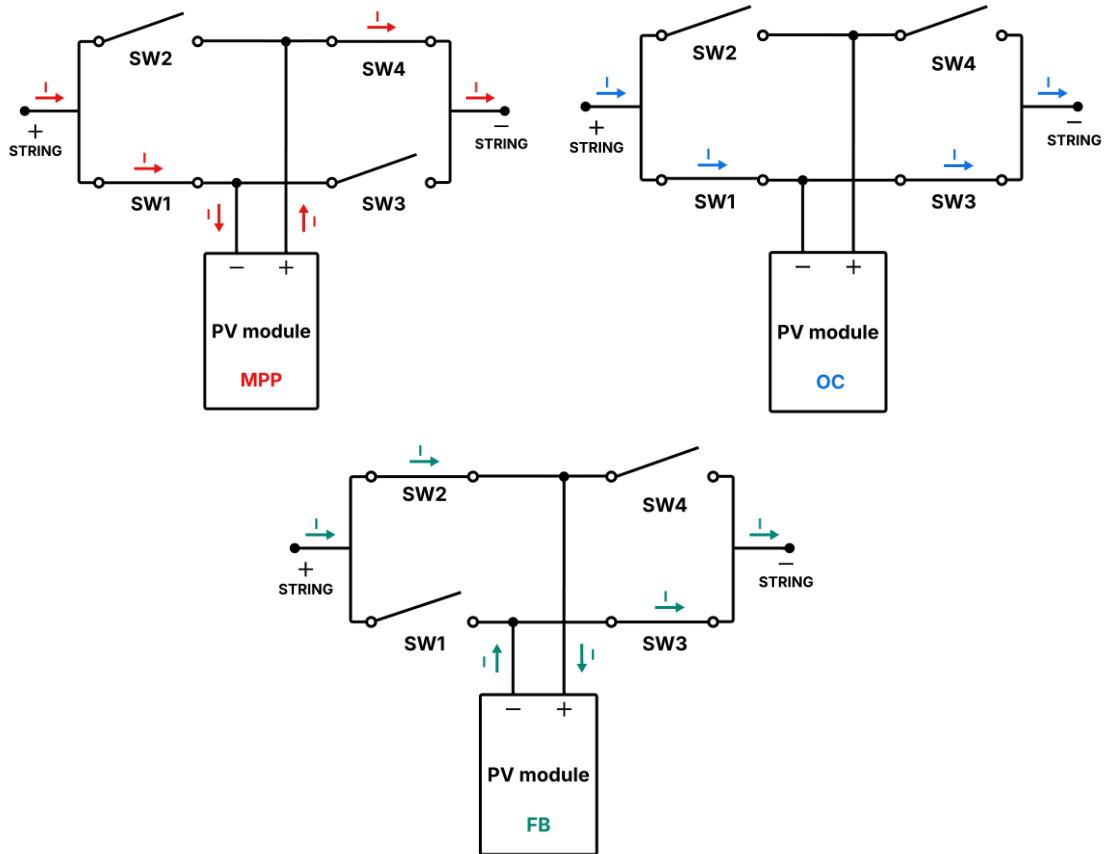 I
I
SW2
SW4
I
I
+
STRING
−
STRING
I
SW1
SW3
I
I
− +
PV module
MPP
SW2
SW4
I
I
+
STRING
−
STRING
I
I
SW1
SW3
− +
PV module
OC
I
SW2
SW4
I
I
+
STRING
−
STRING
I
SW1
SW3
I
I
− +
PV module
FB